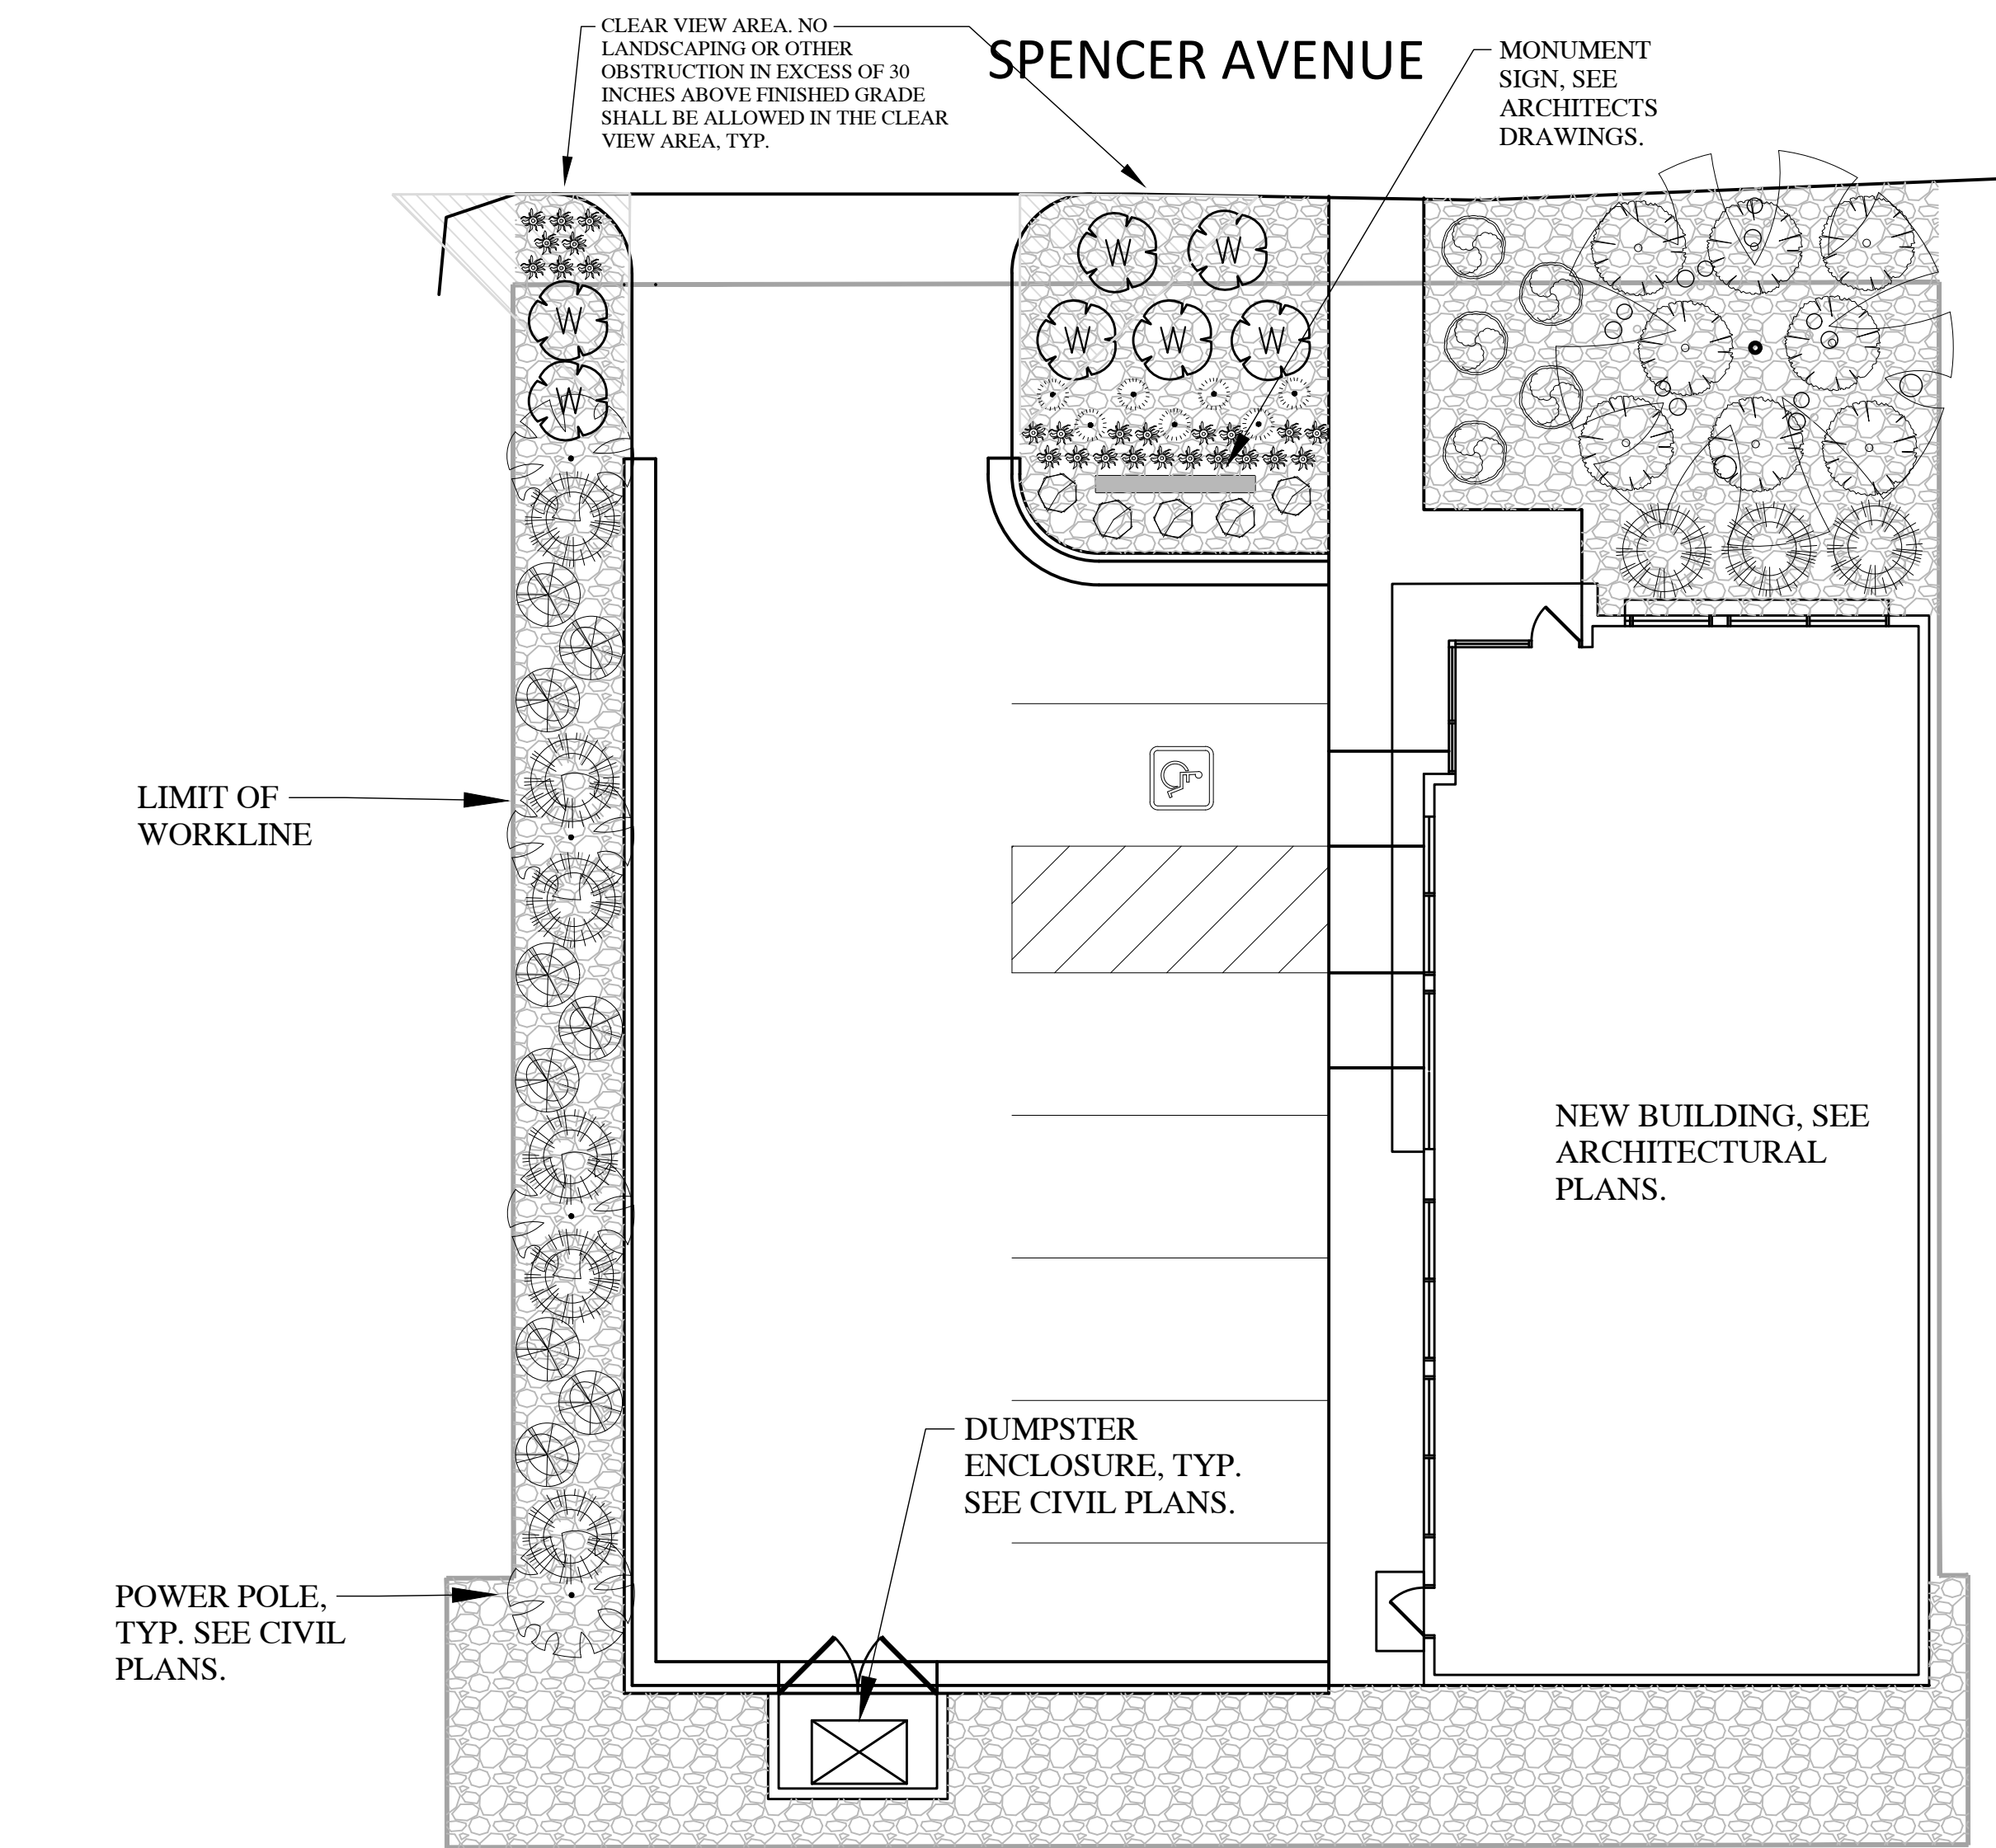 CLEAR VIEW AREA. NO
LANDSCAPING OR OTHER
OBSTRUCTION IN EXCESS OF 30
INCHES ABOVE FINISHED GRADE
SHALL BE ALLOWED IN THE CLEAR
VIEW AREA, TYP.
SPENCER AVENUE
MONUMENT
SIGN, SEE
ARCHITECTS
DRAWINGS.
W
W
W
W
W
W
W
LIMIT OF
WORKLINE
NEW BUILDING, SEE
ARCHITECTURAL
PLANS.
DUMPSTER
ENCLOSURE, TYP.
SEE CIVIL PLANS.
POWER POLE,
TYP. SEE CIVIL
PLANS.